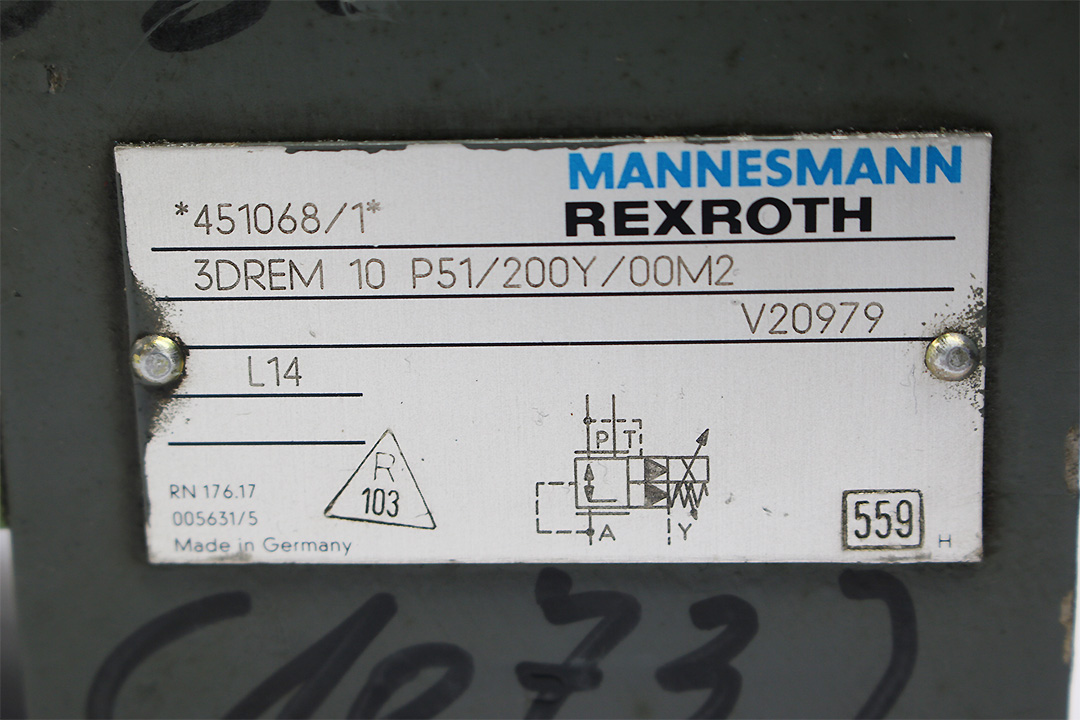 MANNESMANN
REXROTH
*451068/1*
3DREM 10 P51/200Y/00M2
V20979
L14
P T
R
103
RN 176.17
005631/5
Made in Germany
A
Y
559
H